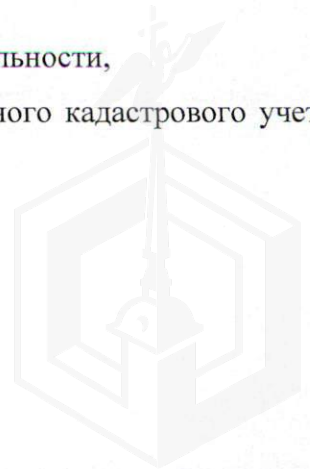 льности,
ного кадастрового учет